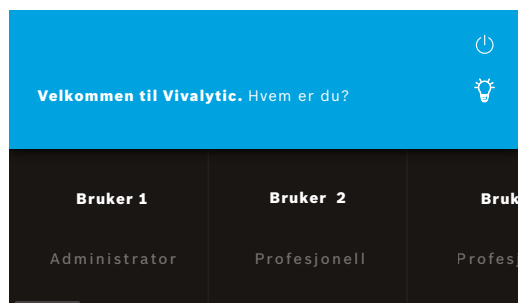 Velkommen til Vivalytic. Hvem er du?
Bruker 1 Bruker 2
Administrator Profesjonell